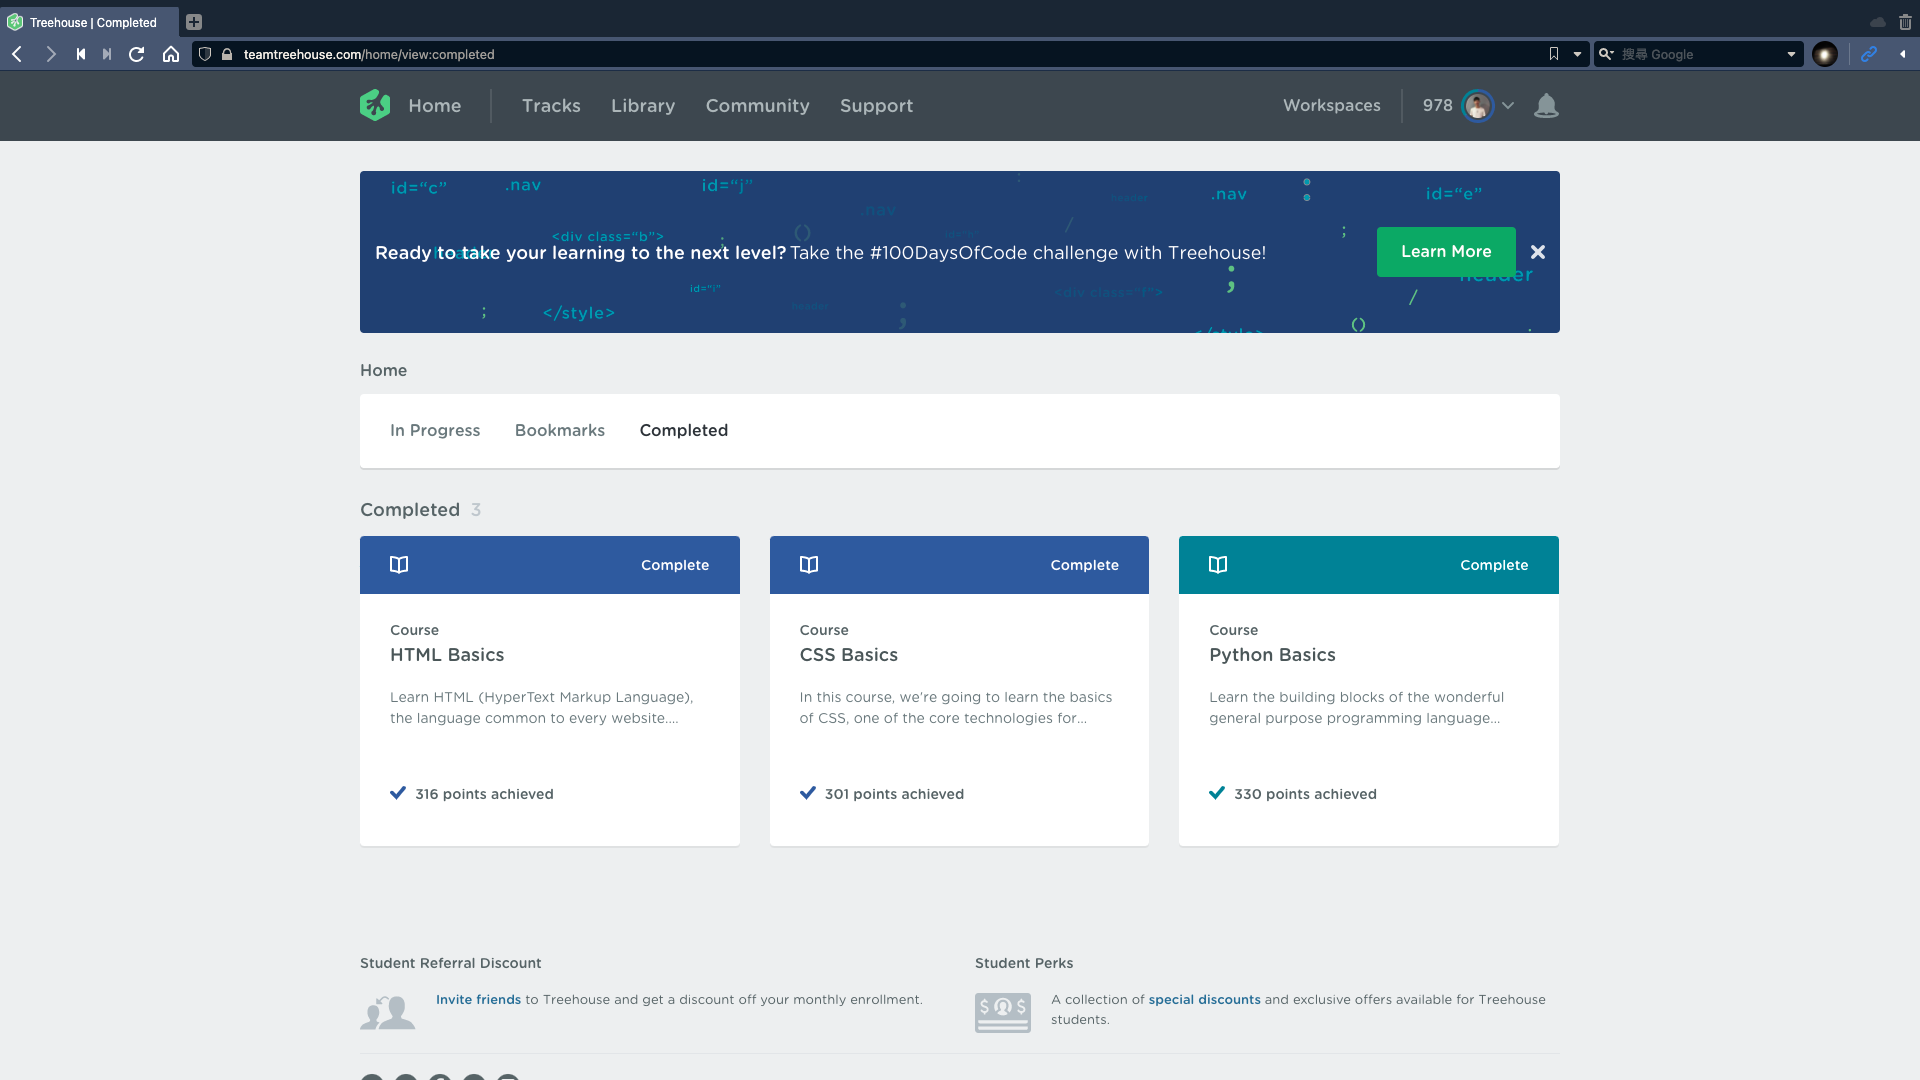 Treehouse | Completed
teamtreehouse.com/home/view:completed
搜尋 Google
Home
Tracks
Library
Community
Support
Workspaces
978
id=“c”
.nav
id=“j”
.nav
header
.nav
id=“e”
<div class=“b”>
()
/
;
;
Ready to take your learning to the next level? Take the #100DaysOfCode challenge with Treehouse!
header
Learn More
header
id=“i”
header
<div class=“f”>
;
;
</style>
;
/
()
</style>
Home
In Progress
Bookmarks
Completed
Completed 3
Complete
Course
HTML Basics
Learn HTML (HyperText Markup Language),
the language common to every website....
316 points achieved
Complete
Course
CSS Basics
In this course, we’re going to learn the basics
of CSS, one of the core technologies for...
301 points achieved
Complete
Course
Python Basics
Learn the building blocks of the wonderful
general purpose programming language...
330 points achieved
Student Referral Discount
Invite friends to Treehouse and get a discount off your monthly enrollment.
Student Perks
A collection of special discounts and exclusive offers available for Treehouse
students.